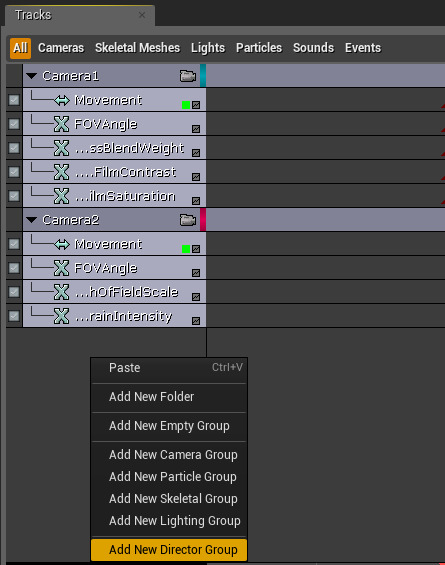 Tracks
All Cameras Skeletal Meshes Lights Particles Sounds Events
Camera1
Movement
FOVAngle
...ssBlendWeight
....FilmContrast
...ilmSaturation
Camera2
Movement
FOVAngle
...hOfFieldScale
...rainIntensity
Paste Ctrl+V
Add New Folder
Add New Empty Group
Add New Camera Group
Add New Particle Group
Add New Skeletal Group
Add New Lighting Group
Add New Director Group